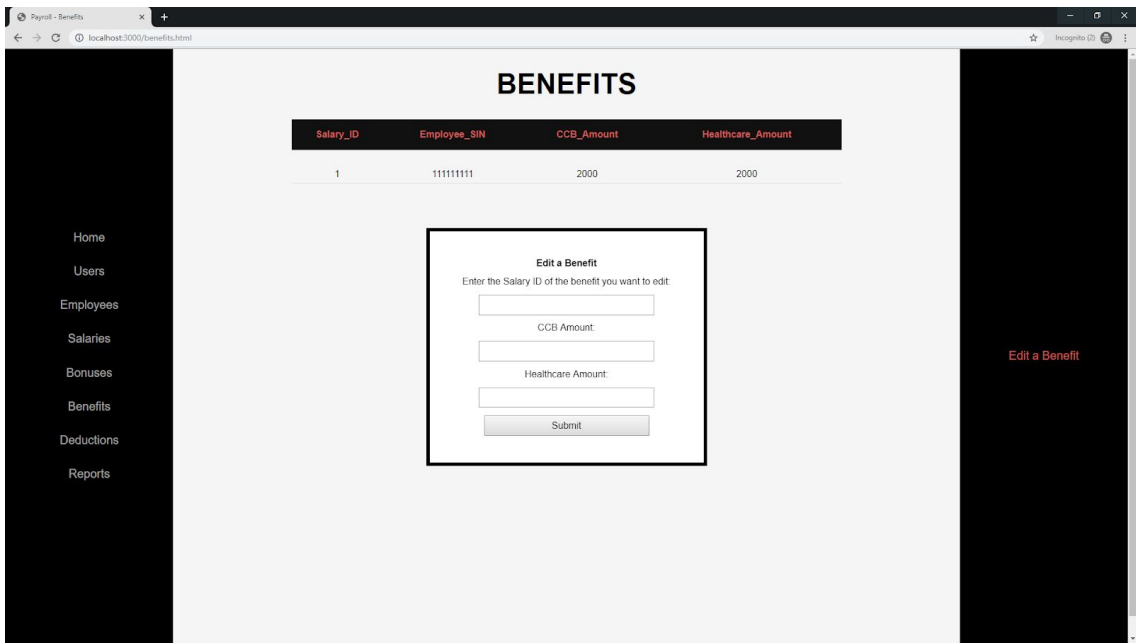 Payroll - Benefits
localhost:3000/benefits.html
Incognito (2)
BENEFITS
Salary_ID Employee_SIN CCB_Amount Healthcare_Amount
1 111111111 2000 2000
Home
Users
Employees
Salaries
Bonuses
Benefits
Deductions
Reports
Edit a Benefit
Enter the Salary ID of the benefit you want to edit:
CCB Amount:
Healthcare Amount:
Submit
Edit a Benefit